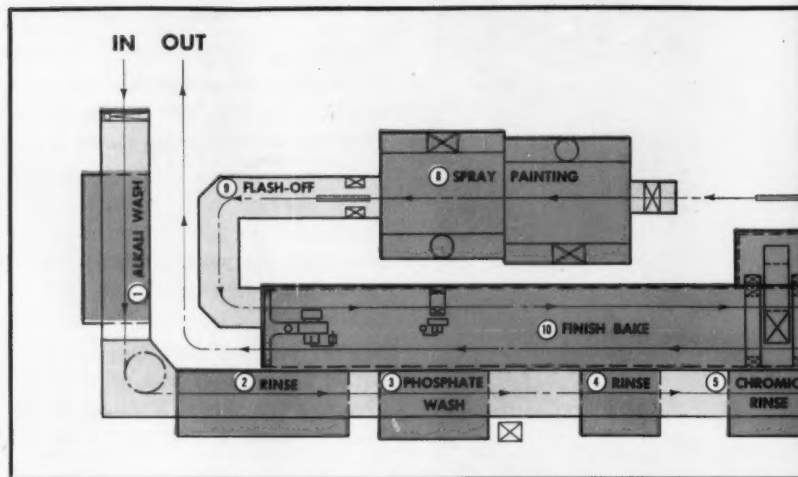 IN OUT
1 ALKALI WASH
2 RINSE
3 PHOSPHATE
WASH
4 RINSE
5 CHROMIC
RINSE
8 SPRAY PAINTING
9 FLASH-OFF
10 FINISH BAKE